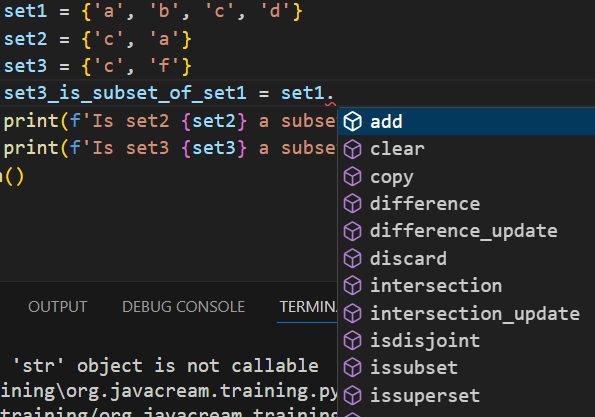 set1 = {'a', 'b', 'c', 'd'}
set2 = {'c', 'a'}
set3 = {'c', 'f'}
set3_is_subset_of_set1 = set1.
print(f'Is set2 {set2} a subse
print(f'Is set3 {set3} a subse
()
add
clear
copy
difference
difference_update
discard
intersection
intersection_update
isdisjoint
issubset
issuperset
OUTPUT
DEBUG CONSOLE
TERMIN
'str' object is not callable
ining\org.javacream.training.py
training/org.javacream.training